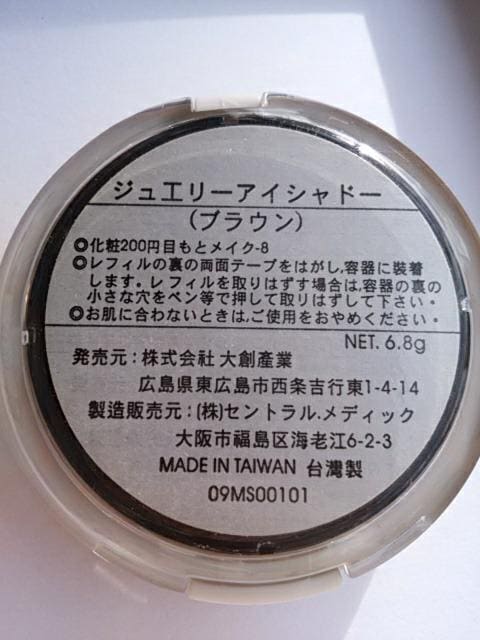 ジュエリーアイシャドー
(ブラウン)
◎化粧200円目もとメイク-8
◎レフィルの裏の両面テープをはがし,容器に装着
します。レフィルを取りはずす場合は,容器の裏の
小さな穴をペン等で押して取りはずして下さい・
◎お肌に合わないときは,ご使用をおやめください・
NET. 6.8g
発売元：株式会社 大創産業
広島県東広島市西条吉行東1-4-14
製造販売元：(株)セントラル.メディック
大阪市福島区海老江6-2-3
MADE IN TAIWAN 台灣製
09MS00101